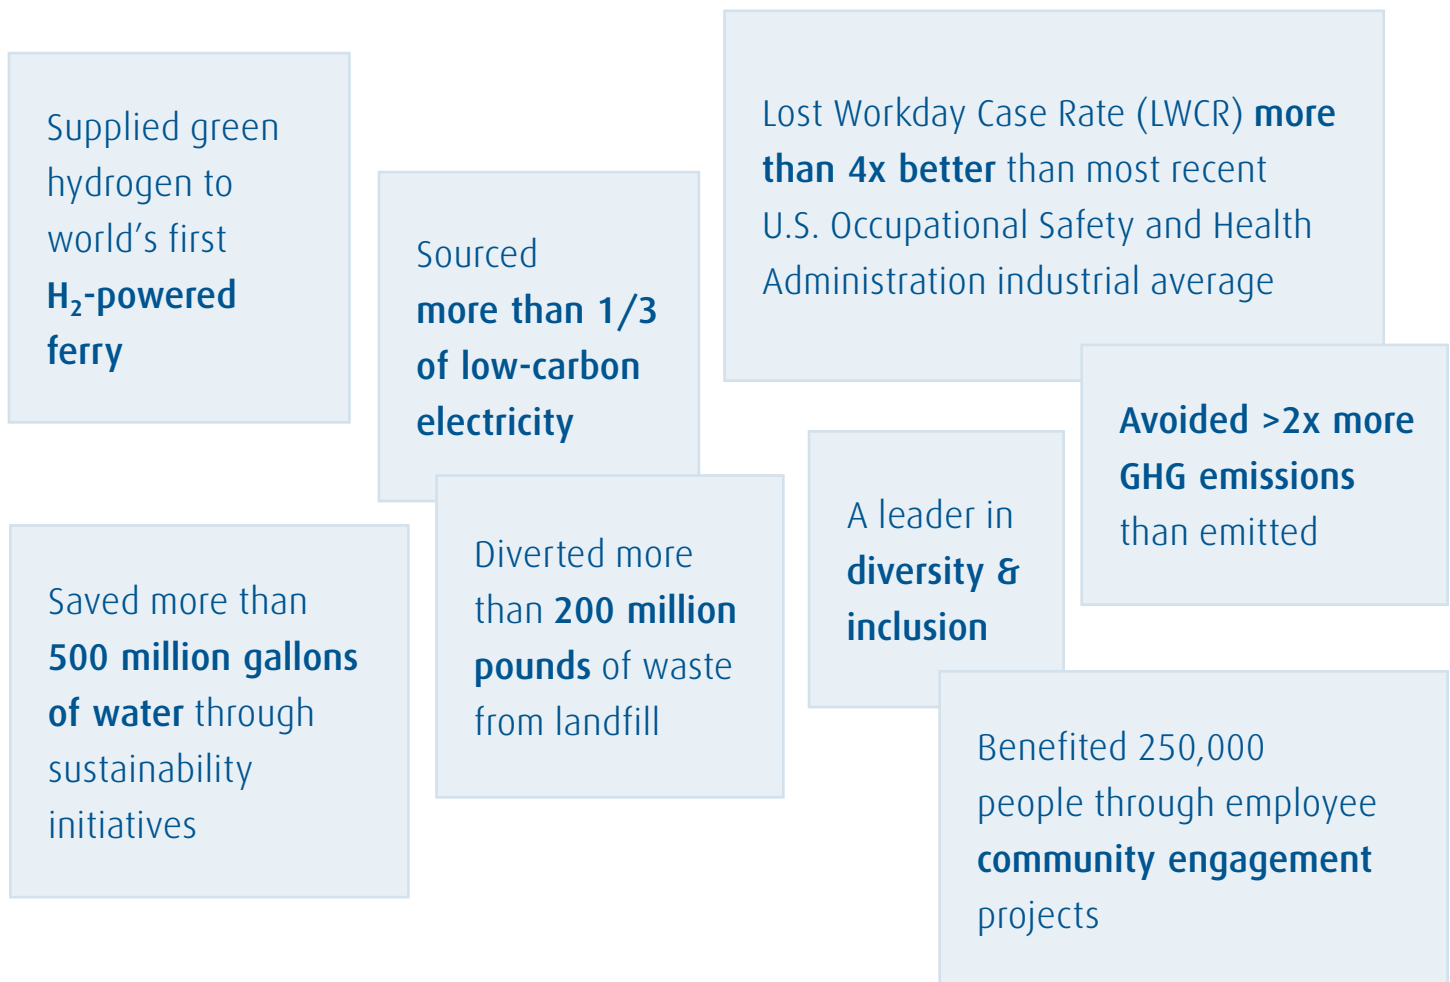 Supplied green
hydrogen to
world’s first
H₂-powered
ferry
Sourced
more than 1/3
of low-carbon
electricity
Lost Workday Case Rate (LWCR) more
than 4x better than most recent
U.S. Occupational Safety and Health
Administration industrial average
Avoided >2x more
GHG emissions
than emitted
Saved more than
500 million gallons
of water through
sustainability
initiatives
Diverted more
than 200 million
pounds of waste
from landfill
A leader in
diversity &
inclusion
Benefited 250,000
people through employee
community engagement
projects